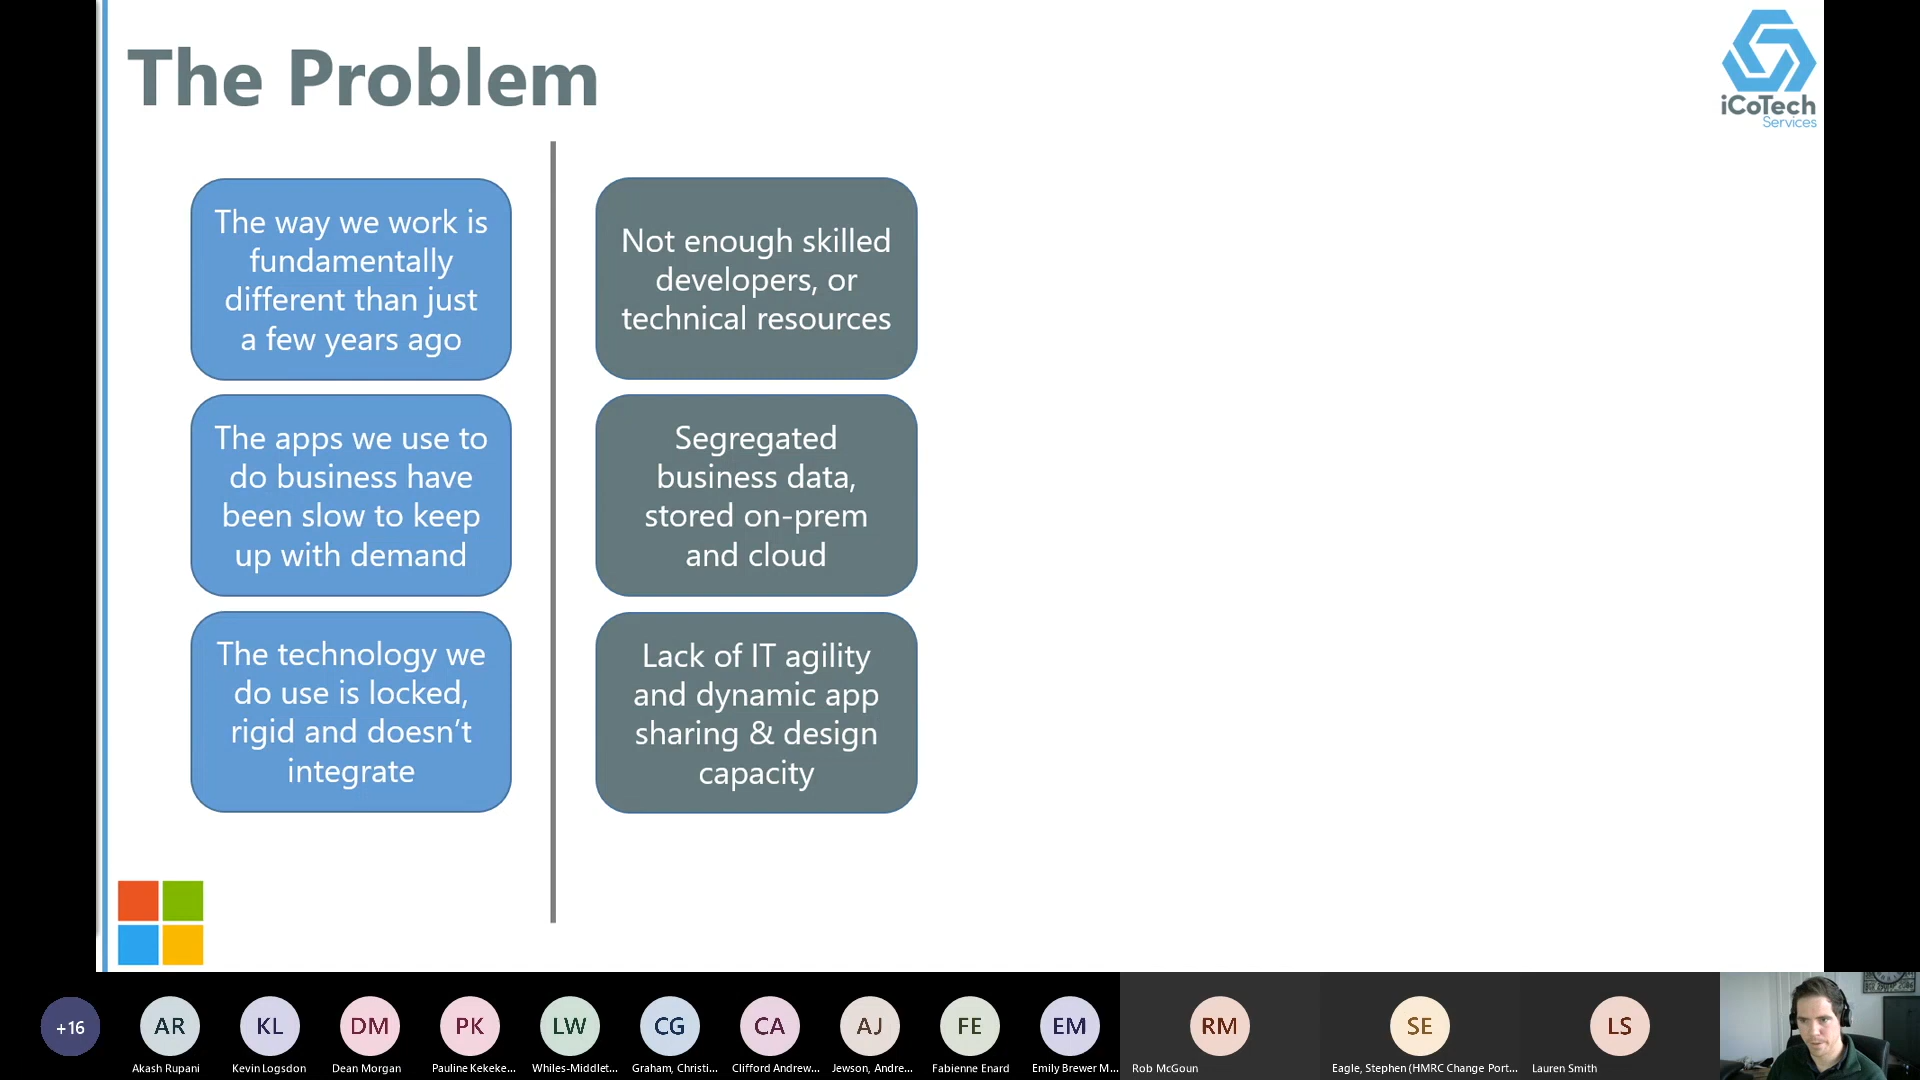 The Problem
iCoTech
Services
The way we work is
fundamentally
different than just
a few years ago
The apps we use to
do business have
been slow to keep
up with demand
The technology we
do use is locked,
rigid and doesn’t
integrate
Not enough skilled
developers, or
technical resources
Segregated
business data,
stored on-prem
and cloud
Lack of IT agility
and dynamic app
sharing & design
capacity
+16
AR
KL
DM
PK
LW
CG
CA
AJ
FE
EM
RM
SE
LS
Akash Rupani
Kevin Logsdon
Dean Morgan
Pauline Kekeke...
Whiles-Middlet...
Graham, Christi...
Clifford Andrew...
Jewson, Andre...
Fabienne Enard
Emily Brewer M...
Rob McGoun
Eagle, Stephen (HMRC Change Port...
Lauren Smith